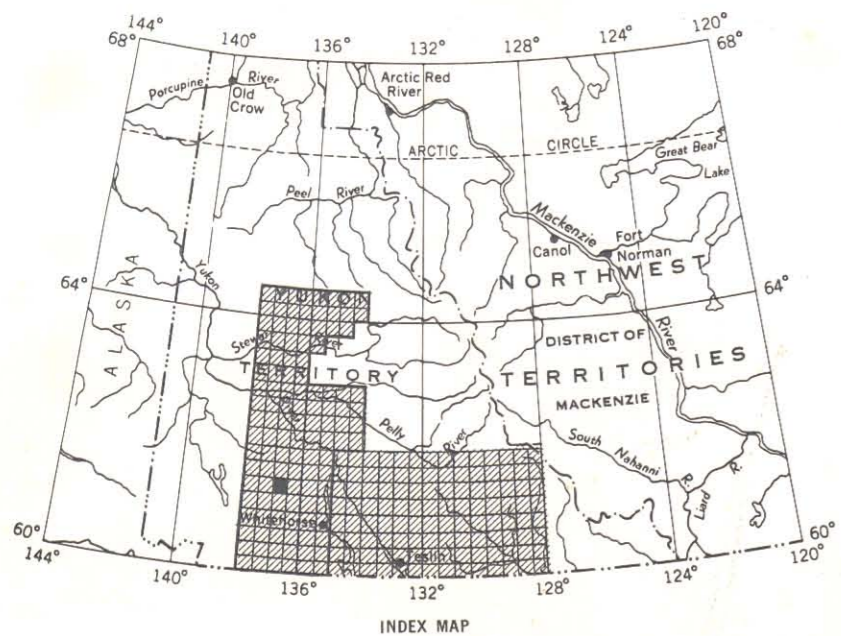 144°
68°
140°
136°
132°
128°
124°
120°
68°
Porcupine River
Old
Crow
Arctic Red
River
ARCTIC CIRCLE
Great Bear
Lake
Peel River
Mackenzie
Canol
Fort
Norman
NORTHWEST
Yukon
64°
64°
ALASKA
YUKON
Stewart River
TERRITORY
DISTRICT OF
TERRITORIES
MACKENZIE
River
Pelly
River
South
Nahanni
R.
Liard R.
Whitehorse
Teslin
60°
144°
140°
136°
132°
128°
124°
60°
120°
INDEX MAP